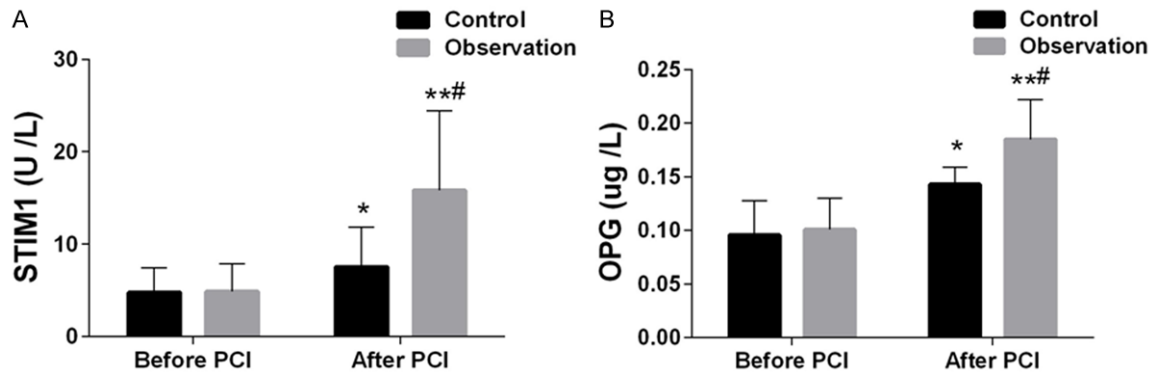 A
Control
Observation
STIM1 (U /L)
30
20
10
0
*
**#
Before PCI
After PCI
B
Control
Observation
OPG (ug /L)
0.25
0.20
0.15
0.10
0.05
0.00
*
**#
Before PCI
After PCI